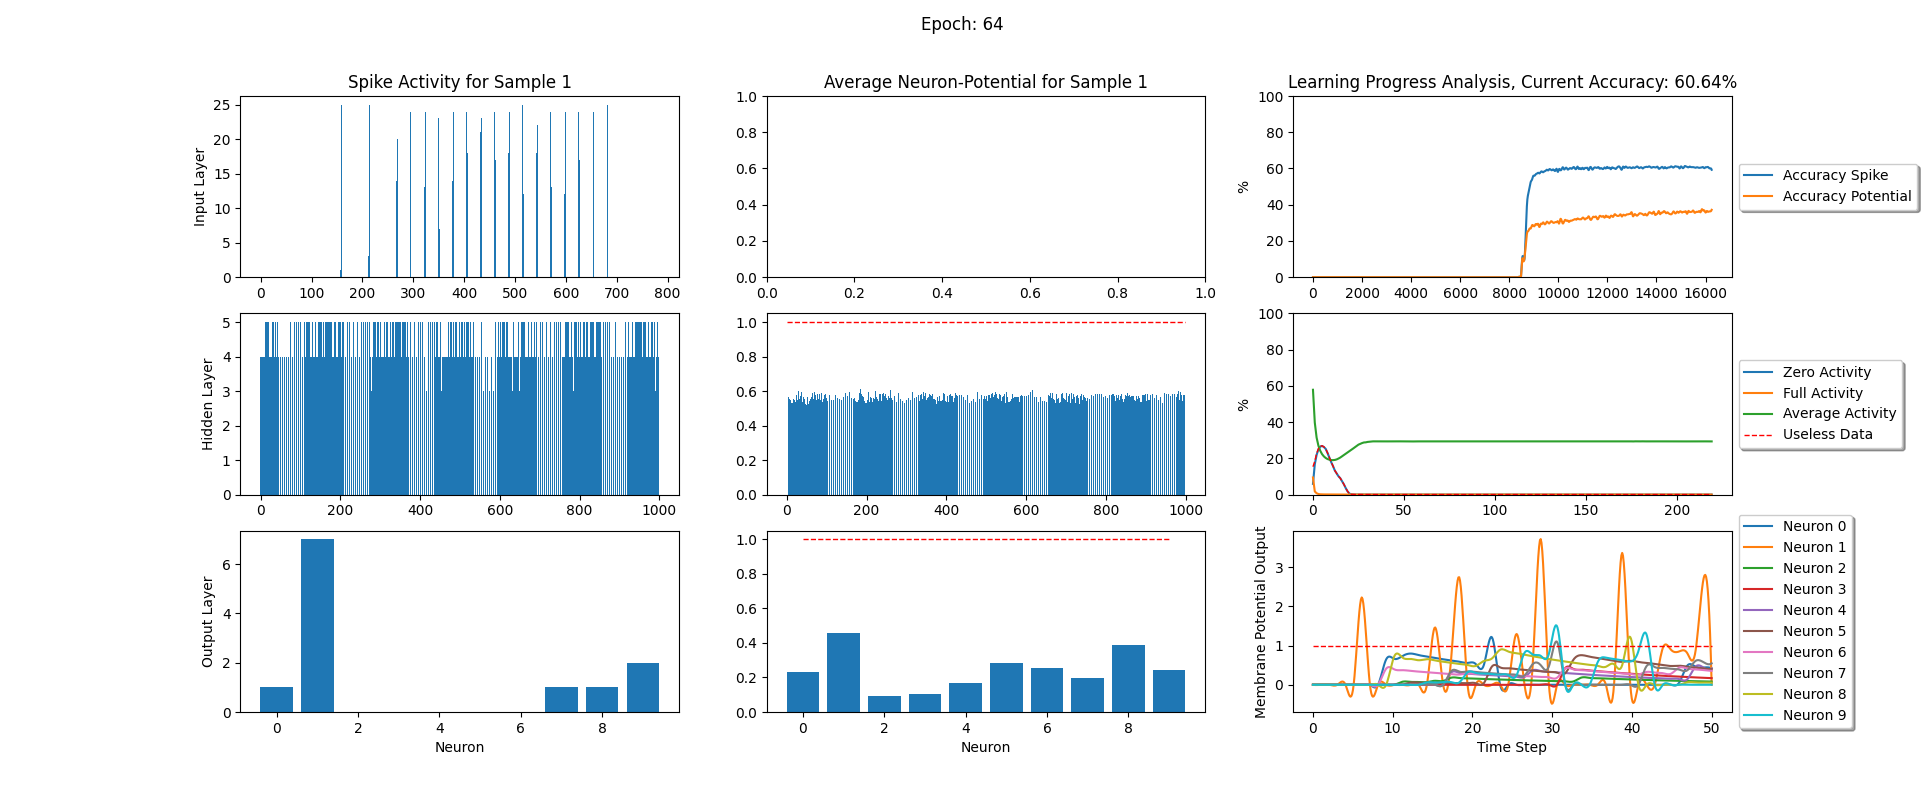 Epoch: 64
Spike Activity for Sample 1
Average Neuron-Potential for Sample 1
Learning Progress Analysis, Current Accuracy: 60.64%
Input Layer
25
20
15
10
5
0
0 100 200 300 400 500 600 700 800
1.0
0.8
0.6
0.4
0.2
0.0
0.0 0.2 0.4 0.6 0.8 1.0
%
100
80
60
40
20
0
0 2000 4000 6000 8000 10000 12000 14000 16000
Accuracy Spike
Accuracy Potential
Hidden Layer
5
4
3
2
1
0
0 200 400 600 800 1000
1.0
0.8
0.6
0.4
0.2
0.0
0 200 400 600 800 1000
%
100
80
60
40
20
0
0 50 100 150 200
Zero Activity
Full Activity
Average Activity
Useless Data
Output Layer
6
4
2
0
0 2 4 6 8
Neuron
1.0
0.8
0.6
0.4
0.2
0.0
0 2 4 6 8
Neuron
Membrane Potential Output
3
2
1
0
0 10 20 30 40 50
Time Step
Neuron 0
Neuron 1
Neuron 2
Neuron 3
Neuron 4
Neuron 5
Neuron 6
Neuron 7
Neuron 8
Neuron 9